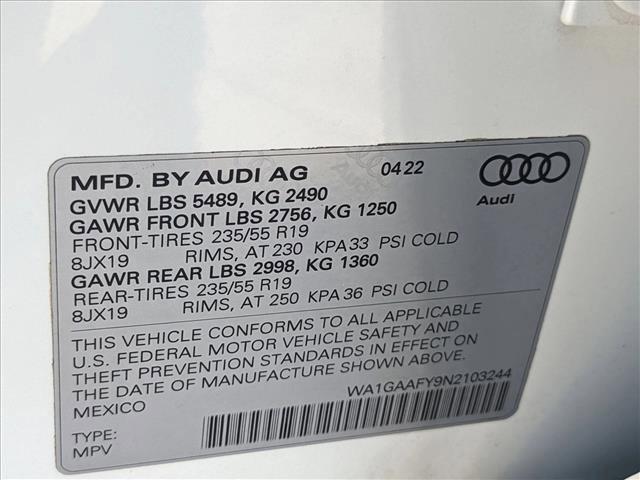 MFD. BY AUDI AG 04 22
GVWR LBS 5489, KG 2490
GAWR FRONT LBS 2756, KG 1250
FRONT-TIRES 235/55 R19
8JX19 RIMS, AT 230 KPA33 PSI COLD
GAWR REAR LBS 2998, KG 1360
REAR-TIRES 235/55 R19
8JX19 RIMS, AT 250 KPA 36 PSI COLD
Audi
THIS VEHICLE CONFORMS TO ALL APPLICABLE
U.S. FEDERAL MOTOR VEHICLE SAFETY AND
THEFT PREVENTION STANDARDS IN EFFECT ON
THE DATE OF MANUFACTURE SHOWN ABOVE.
MEXICO
WA1GAAFY9N2103244
TYPE:
MPV